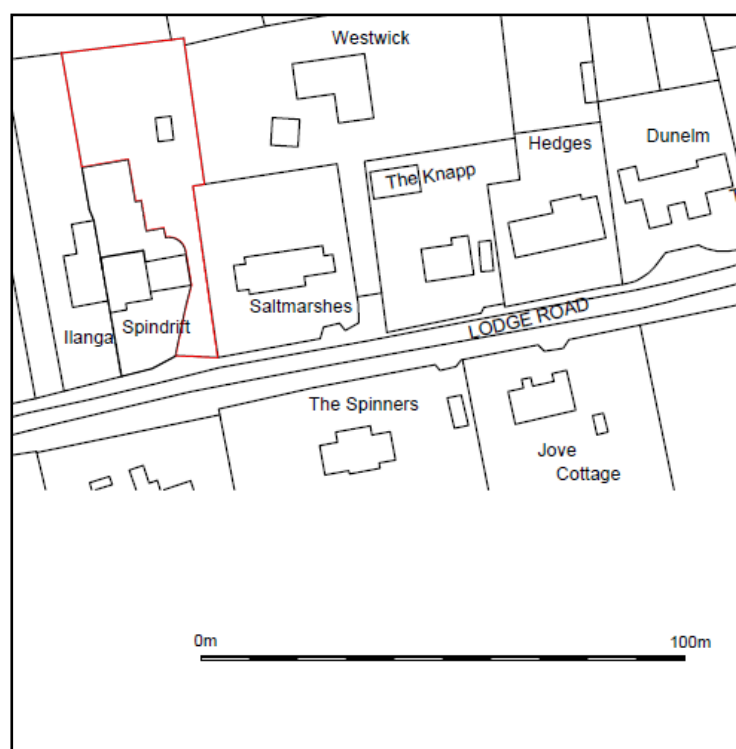 Westwick
Hedges
Dunelm
The Knapp
T
Saltmarshes
Ilanga
Spindrift
LODGE ROAD
The Spinners
Jove
Cottage
0m
100m